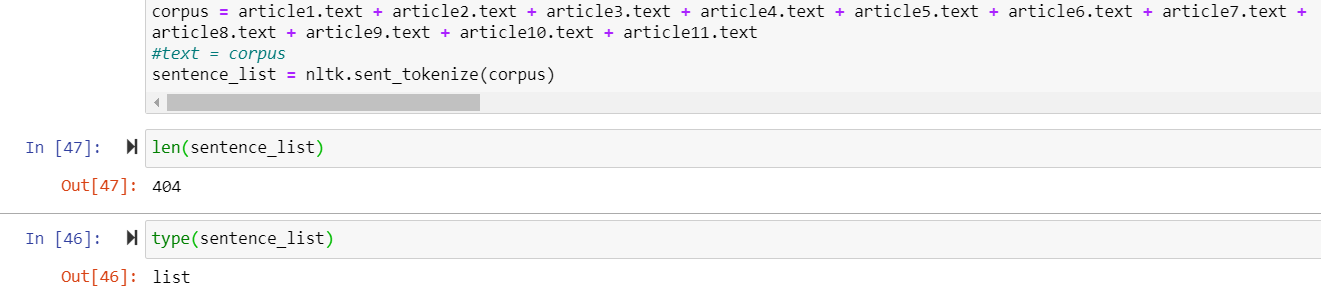 corpus = article1.text + article2.text + article3.text + article4.text + article5.text + article6.text + article7.text +
article8.text + article9.text + article10.text + article11.text
#text = corpus
sentence_list = nltk.sent_tokenize(corpus)
In [47]: len(sentence_list)
Out[47]: 404
In [46]: type(sentence_list)
Out[46]: list